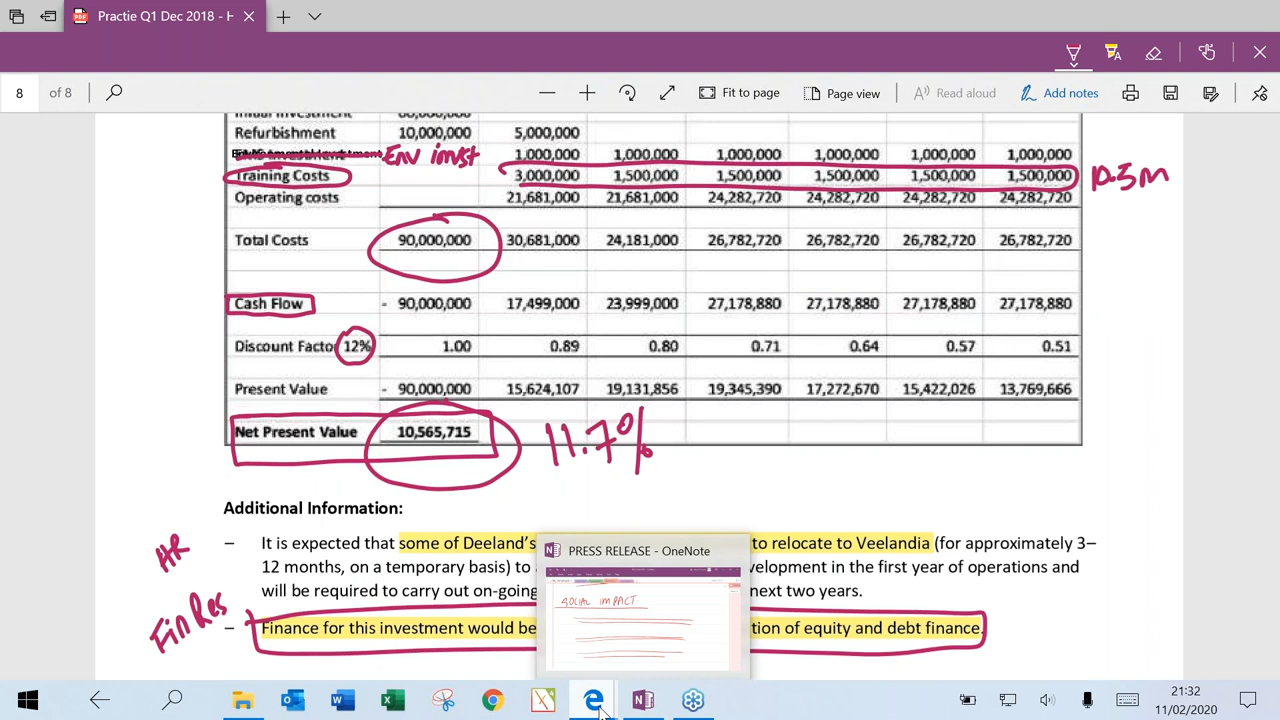 Practie Q1 Dec 2018 - H
8 of 8 Fit to page Page view Read aloud Add notes
Refurbishment 10,000,000 5,000,000
Env invst 1,000,000 1,000,000 1,000,000 1,000,000 1,000,000 1,000,000
Training Costs 3,000,000 1,500,000 1,500,000 1,500,000 1,500,000 1,500,000 10.5M
Operating costs 21,681,000 21,681,000 24,282,720 24,282,720 24,282,720 24,282,720
Total Costs 90,000,000 30,681,000 24,181,000 26,782,720 26,782,720 26,782,720 26,782,720
Cash Flow - 90,000,000 17,499,000 23,999,000 27,178,880 27,178,880 27,178,880 27,178,880
Discount Facto 12% 1.00 0.89 0.80 0.71 0.64 0.57 0.51
Present Value - 90,000,000 15,624,107 19,131,856 19,345,390 17,272,670 15,422,026 13,769,666
Net Present Value 10,565,715 11.7%
Additional Information:
HR – It is expected that some of Deeland's to relocate to Veelandia (for approximately 3–
12 months, on a temporary basis) to velopment in the first year of operations and
will be required to carry out on-going next two years.
Fin Res – Finance for this investment would be tion of equity and debt finance.
PRESS RELEASE - OneNote
SOCIAL IMPACT
21:32
11/02/2020